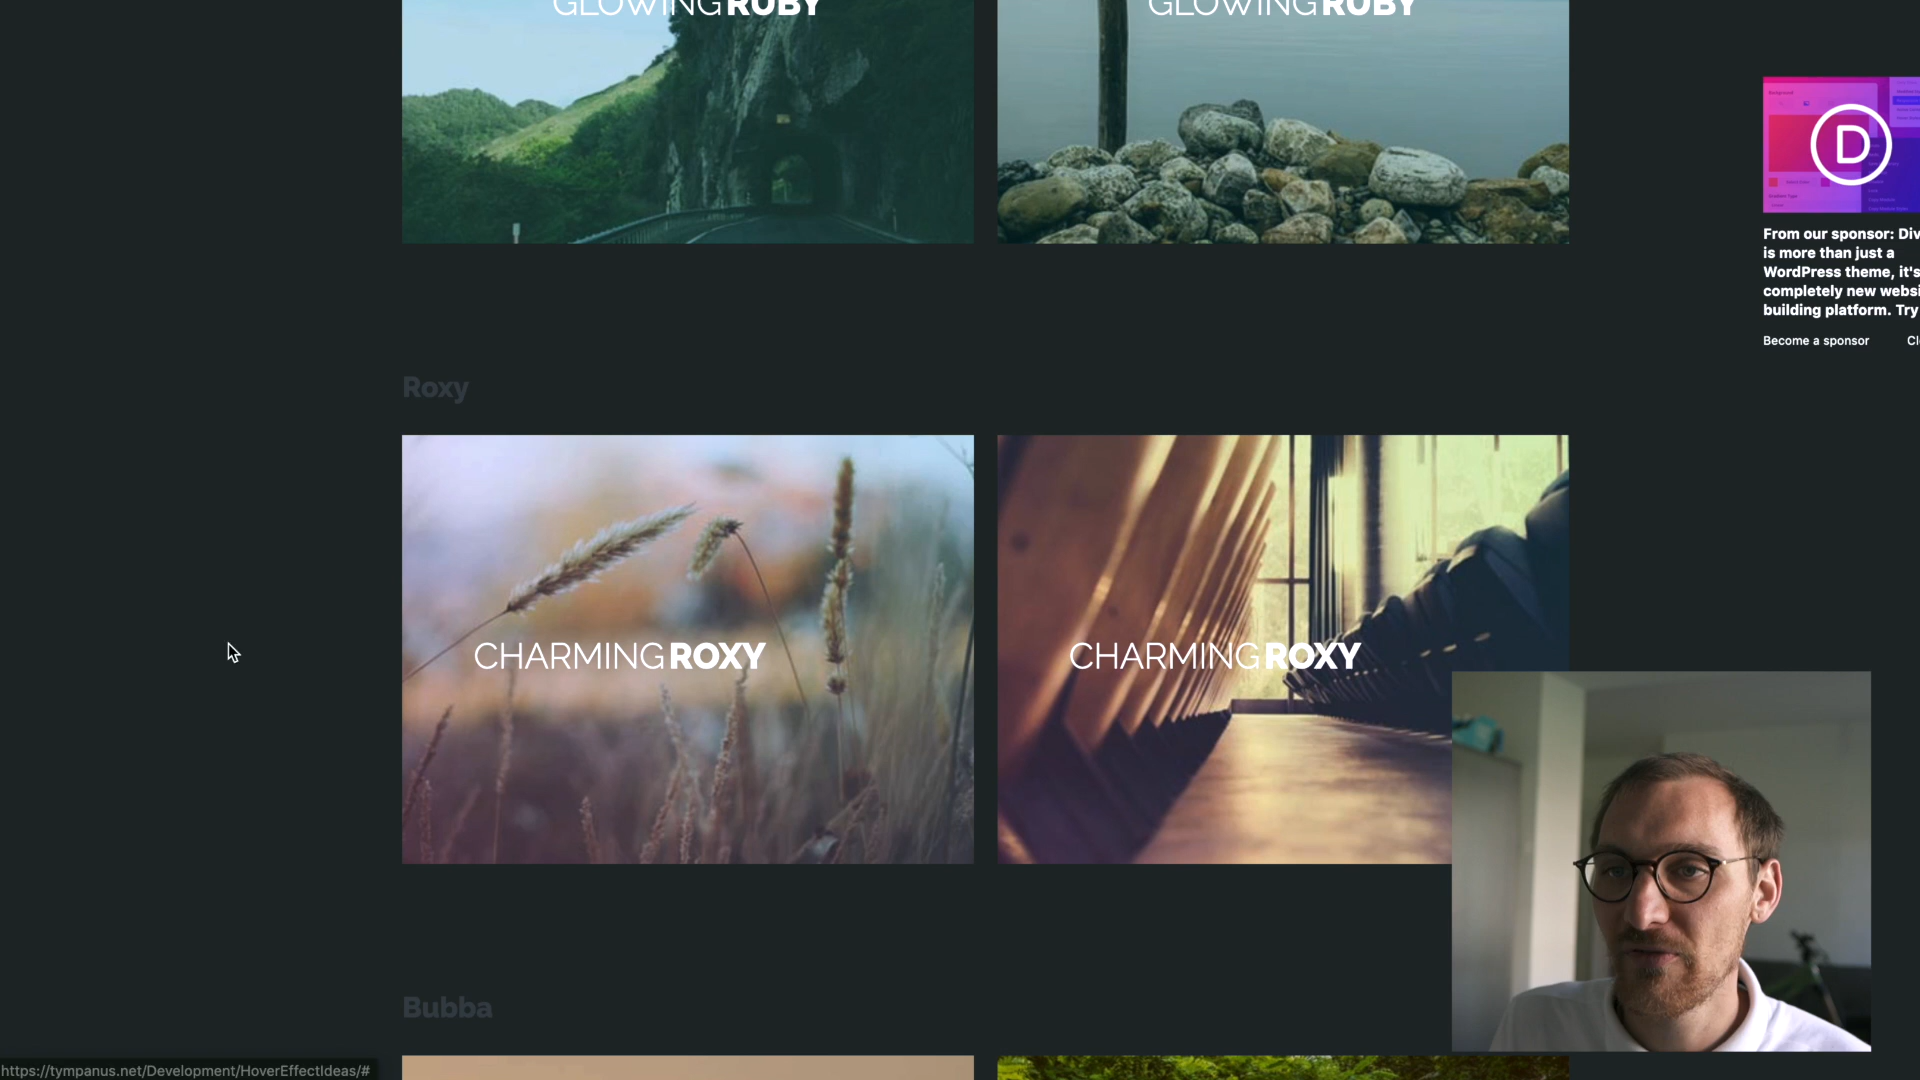 GLOWING RUBY
GLOWING RUBY
D
From our sponsor: Div
is more than just a
WordPress theme, it's
completely new websi
building platform. Try
Become a sponsor
Cl
Roxy
CHARMING ROXY
CHARMING ROXY
Bubba
https://tympanus.net/Development/HoverEffectIdeas/#